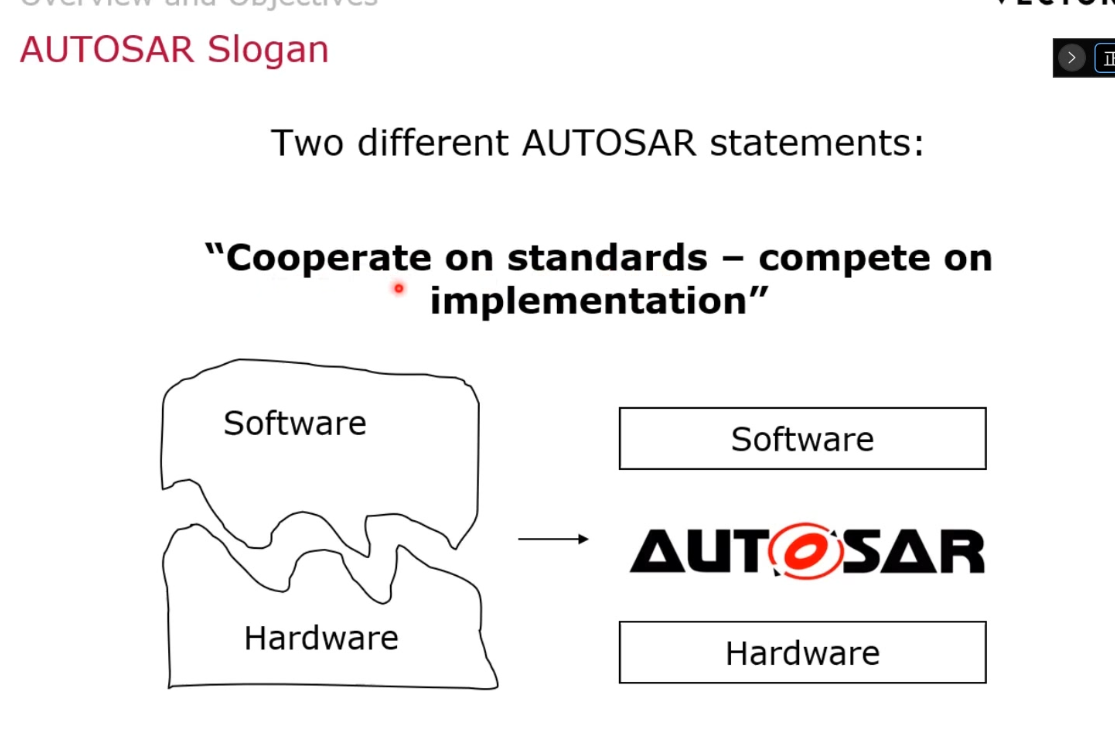 Overview and Objectives
VECTOR
AUTOSAR Slogan
Two different AUTOSAR statements:
“Cooperate on standards – compete on
implementation”
Software
Software
AUTOSAR
Hardware
Hardware